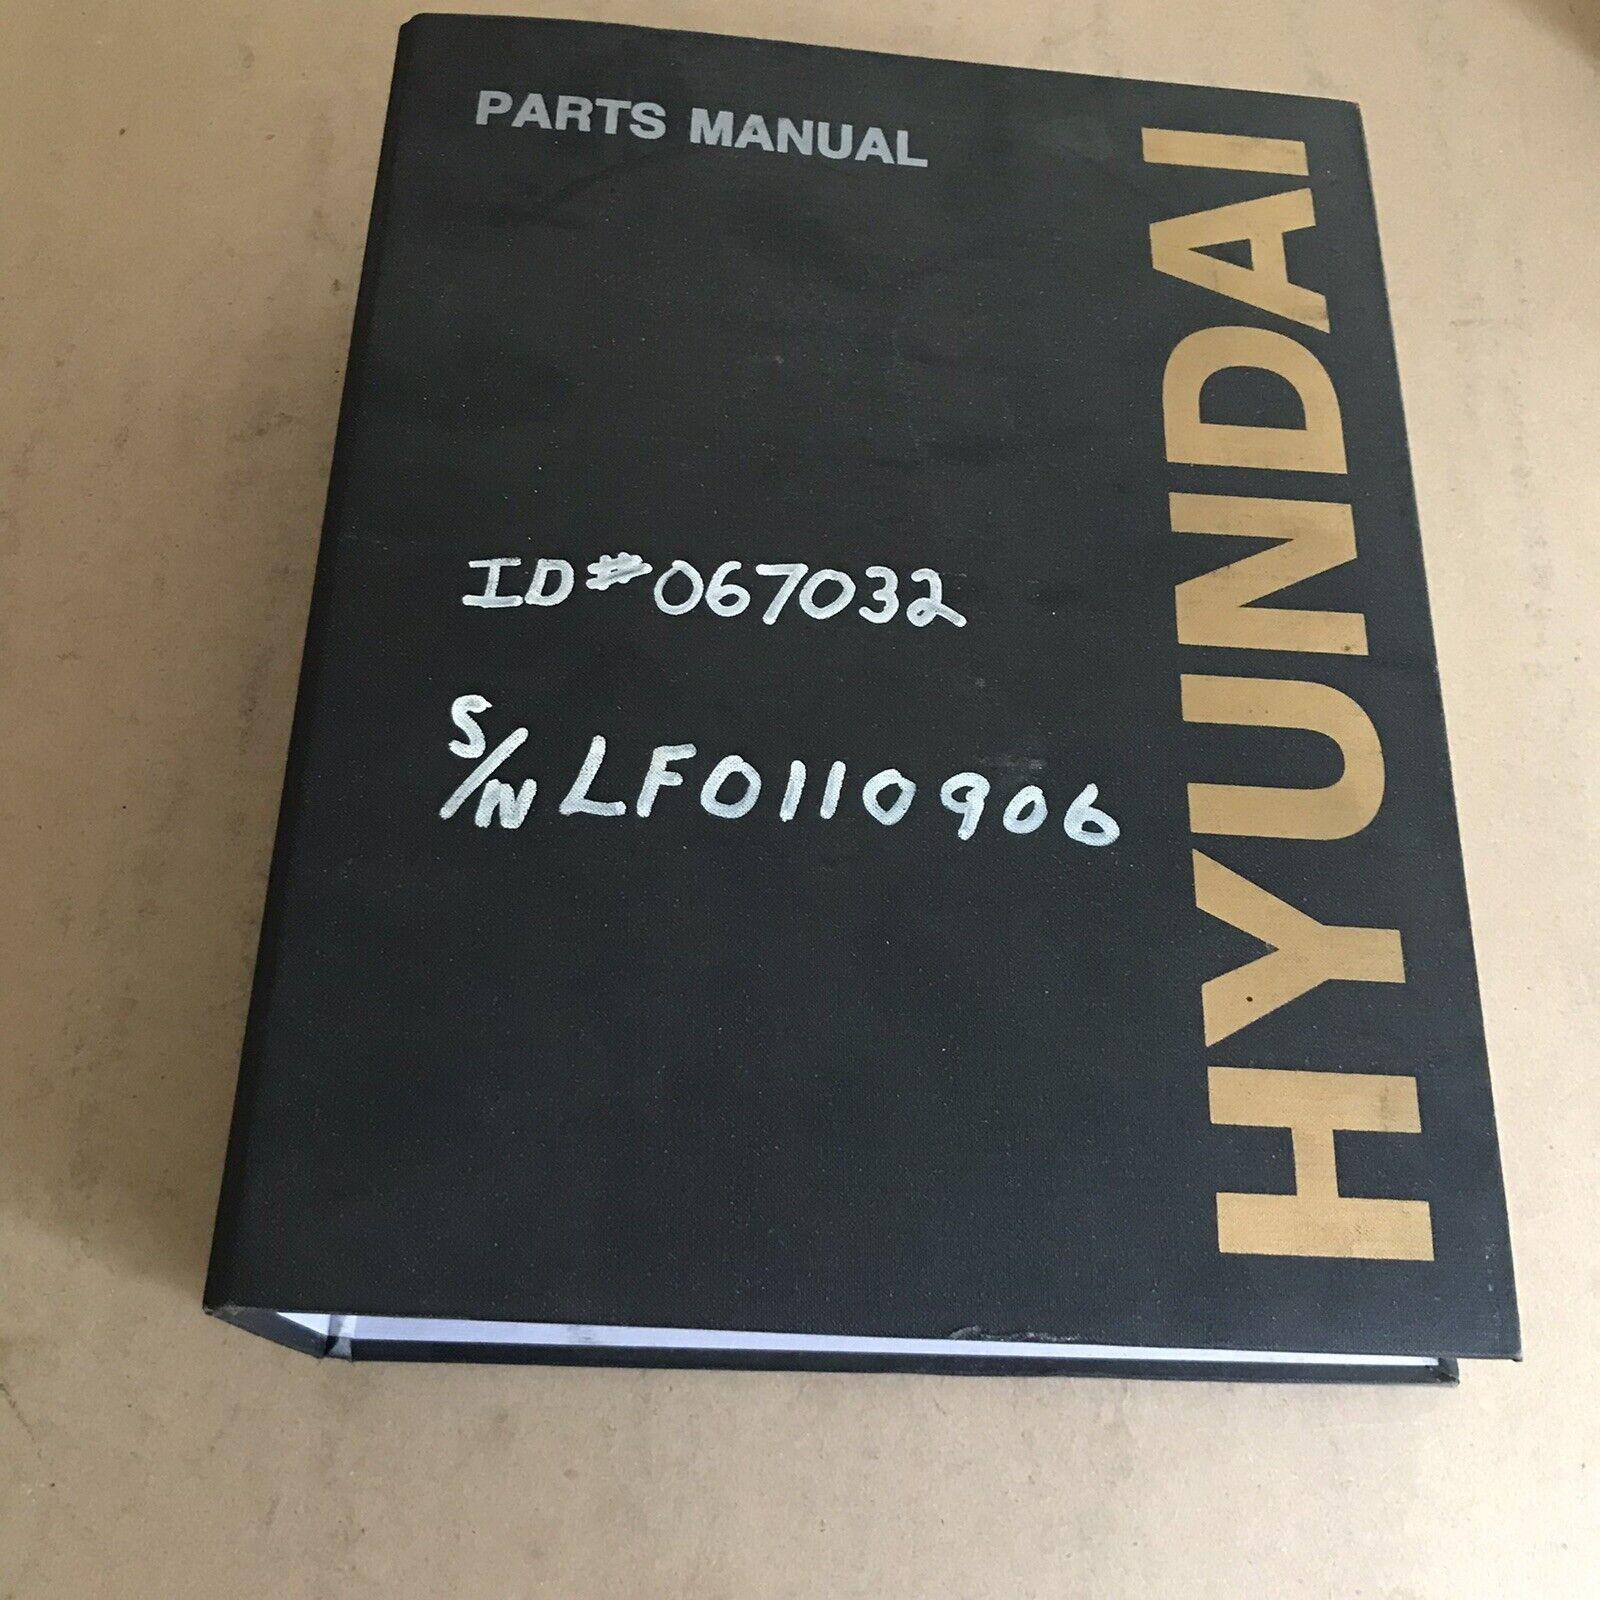 PARTS MANUAL
HYUNDAI
ID#067032
S/N LF0110906